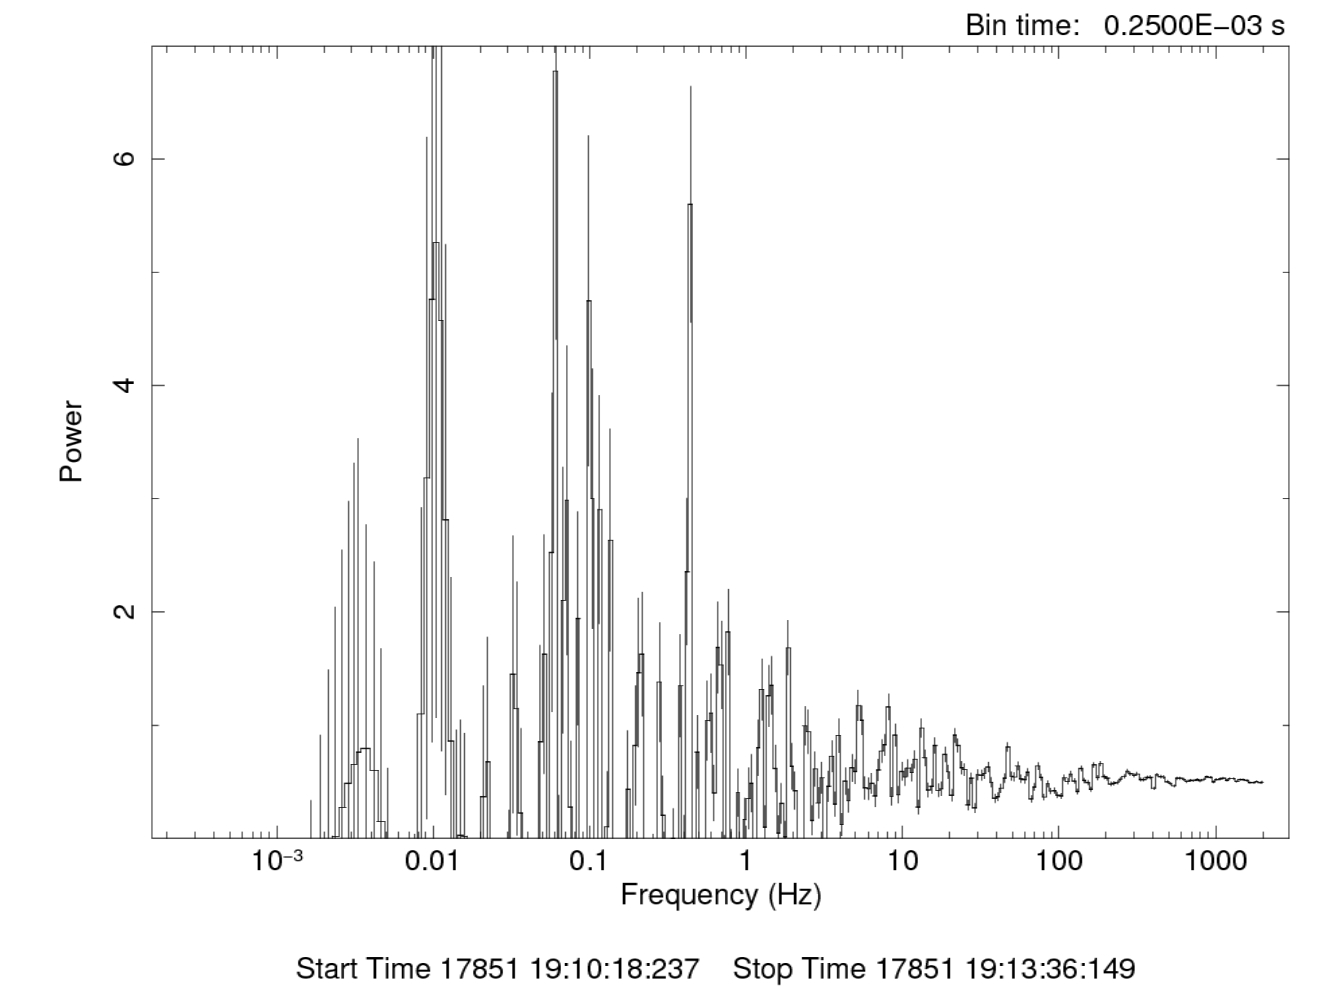 Bin time: 0.2500E−03 s
Power
6
4
2
10⁻³ 0.01 0.1 1 10 100 1000
Frequency (Hz)
Start Time 17851 19:10:18:237 Stop Time 17851 19:13:36:149